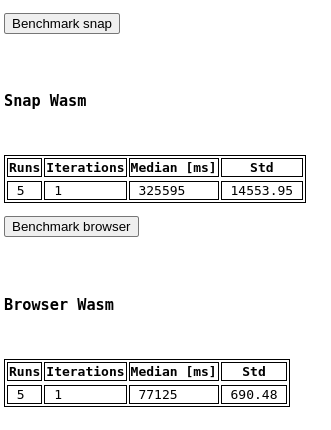 Benchmark snap
Snap Wasm
Runs Iterations Median [ms] Std
5 1 325595 14553.95
Benchmark browser
Browser Wasm
Runs Iterations Median [ms] Std
5 1 77125 690.48